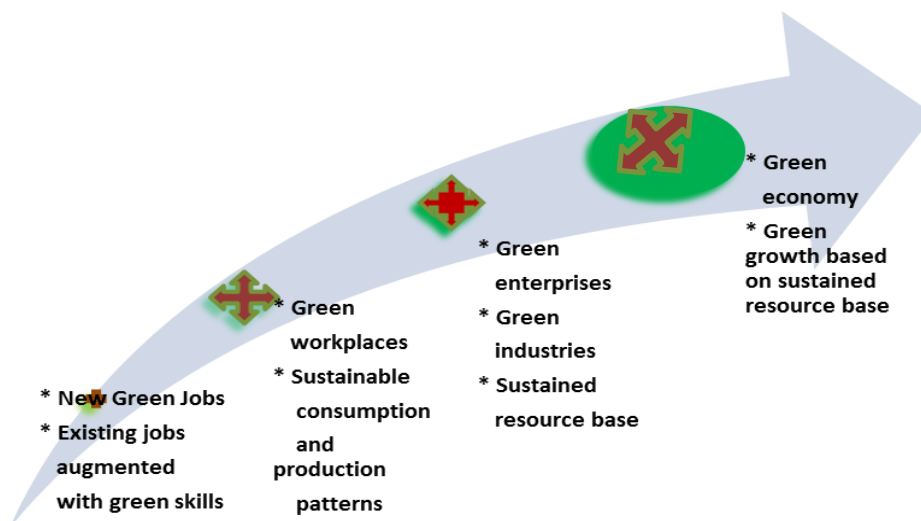 * New Green Jobs
* Existing jobs
augmented
with green skills
* Green
workplaces
* Sustainable
consumption
and
production
patterns
* Green
enterprises
* Green
industries
* Sustained
resource base
* Green
economy
* Green
growth based
on sustained
resource base